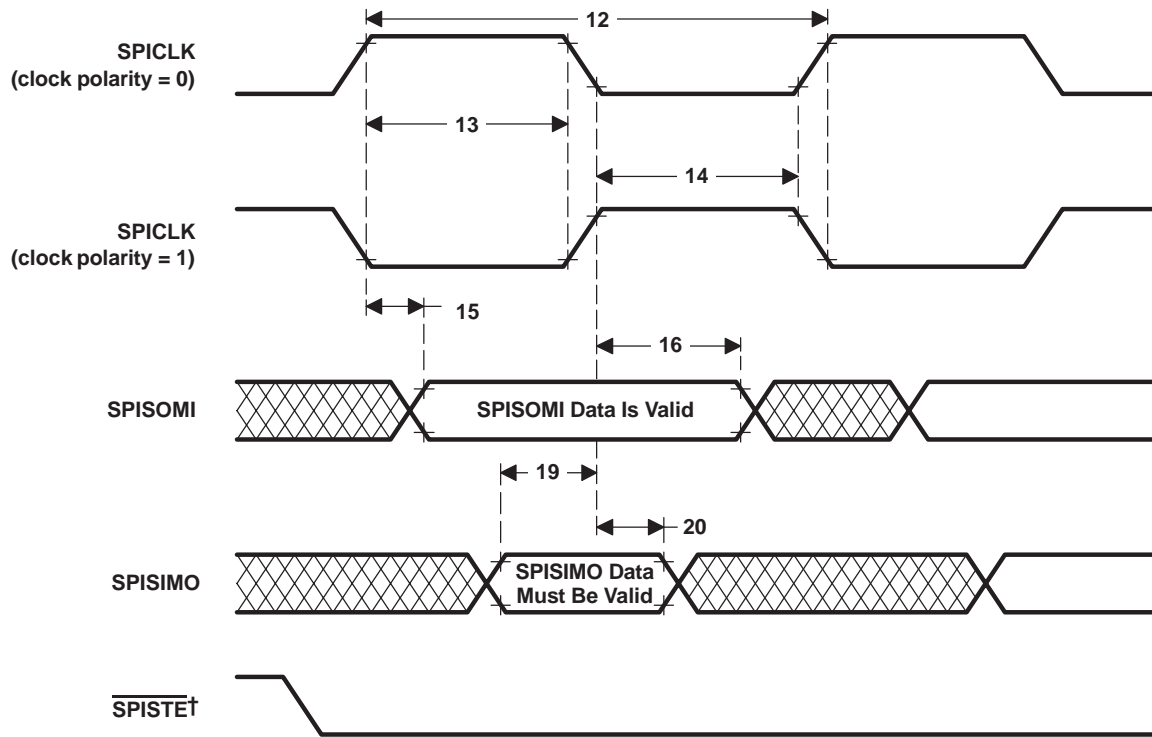 12
SPICLK
(clock polarity = 0)
13
14
SPICLK
(clock polarity = 1)
15
16
SPISOMI
SPISOMI Data Is Valid
19
20
SPISIMO
SPISIMO Data
Must Be Valid
SPISTE†